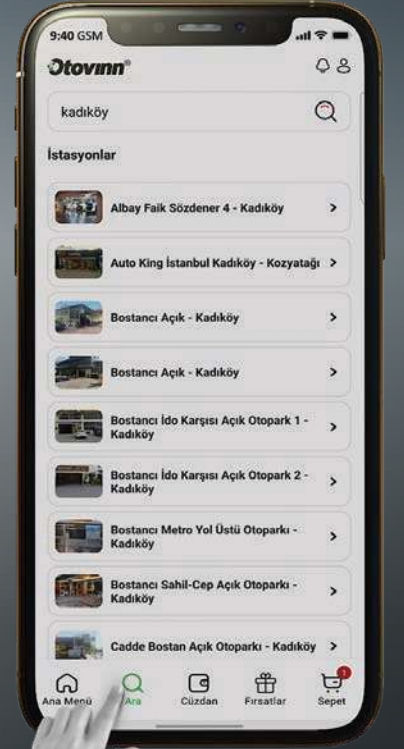 9:40 GSM
Otovınn®
kadıköy
İstasyonlar
Albay Faik Sözdener 4 - Kadıköy
Auto King İstanbul Kadıköy - Kozyatağı
Bostancı Açık - Kadıköy
Bostancı Açık - Kadıköy
Bostancı İdo Karşısı Açık Otopark 1 -
Kadıköy
Bostancı İdo Karşısı Açık Otopark 2 -
Kadıköy
Bostancı Metro Yol Üstü Otoparkı -
Kadıköy
Bostancı Sahil-Cep Açık Otoparkı -
Kadıköy
Cadde Bostan Açık Otoparkı - Kadıköy
1
Ana Menü Ara Cüzdan Fırsatlar Sepet